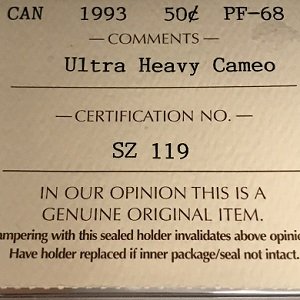 CAN 1993 50¢ PF-68
— COMMENTS —
Ultra Heavy Cameo
— CERTIFICATION NO. —
SZ 119
IN OUR OPINION THIS IS A
GENUINE ORIGINAL ITEM.
ampering with this sealed holder invalidates above opinion
Have holder replaced if inner package/seal not intact.